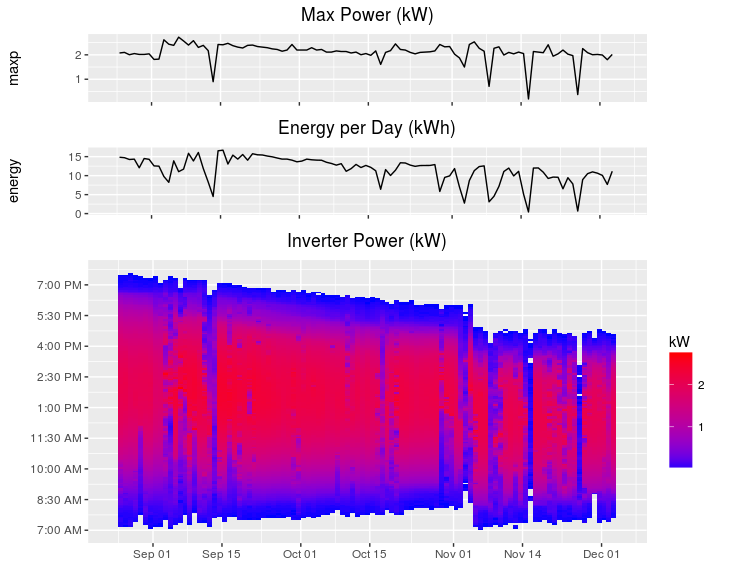 Max Power (kW)
maxp
2
1
Energy per Day (kWh)
energy
15
10
5
0
Inverter Power (kW)
7:00 PM
5:30 PM
4:00 PM
2:30 PM
1:00 PM
11:30 AM
10:00 AM
8:30 AM
7:00 AM
Sep 01 Sep 15 Oct 01 Oct 15 Nov 01 Nov 14 Dec 01
kW
2
1